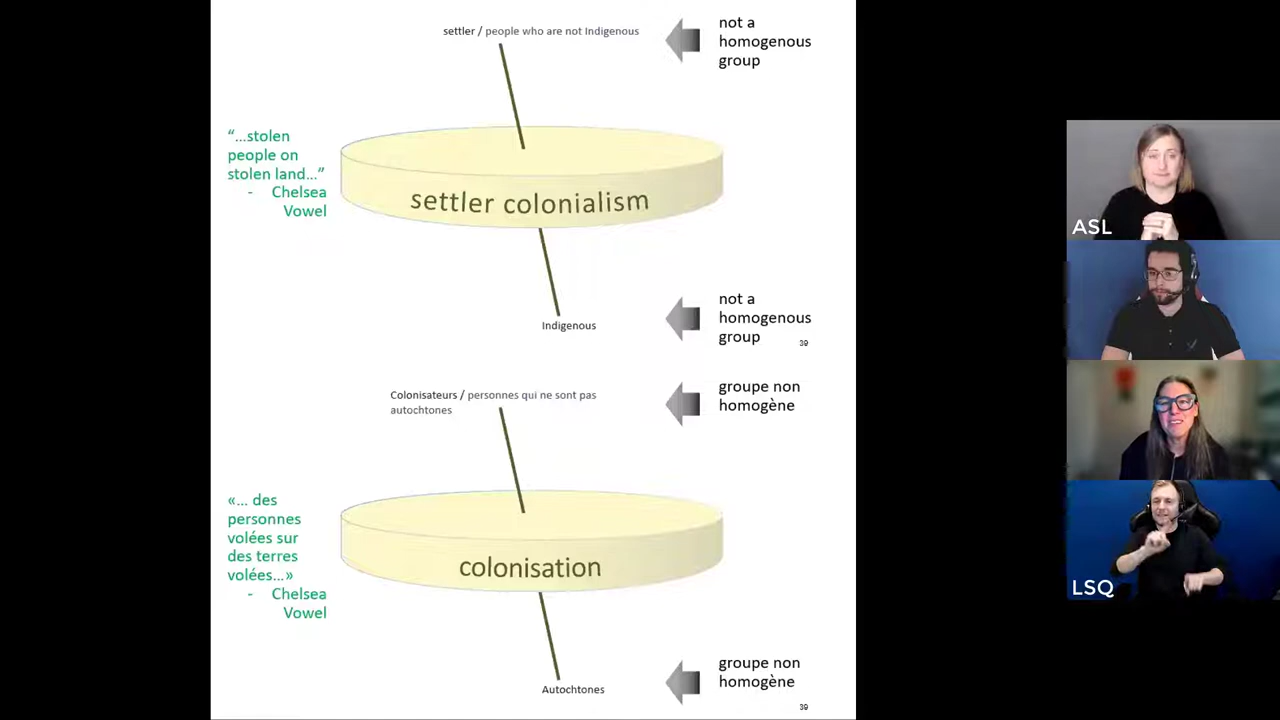 settler / people who are not Indigenous
not a
homogenous
group
“…stolen
people on
stolen land…”
- Chelsea
Vowel
settler colonialism
Indigenous
not a
homogenous
group
39
Colonisateurs / personnes qui ne sont pas
autochtones
groupe non
homogène
«… des
personnes
volées sur
des terres
volées…»
- Chelsea
Vowel
colonisation
Autochtones
groupe non
homogène
39
ASL
LSQ